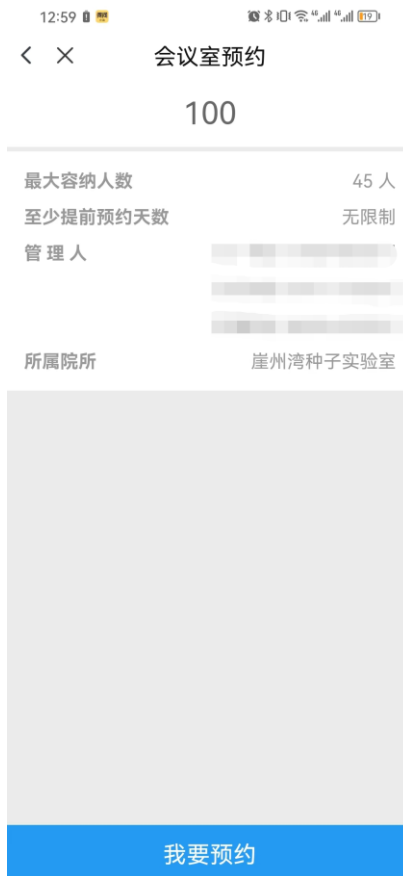 12:59
会议室预约
100
最大容纳人数 45 人
至少提前预约天数 无限制
管 理 人
所属院所 崖州湾种子实验室
我要预约